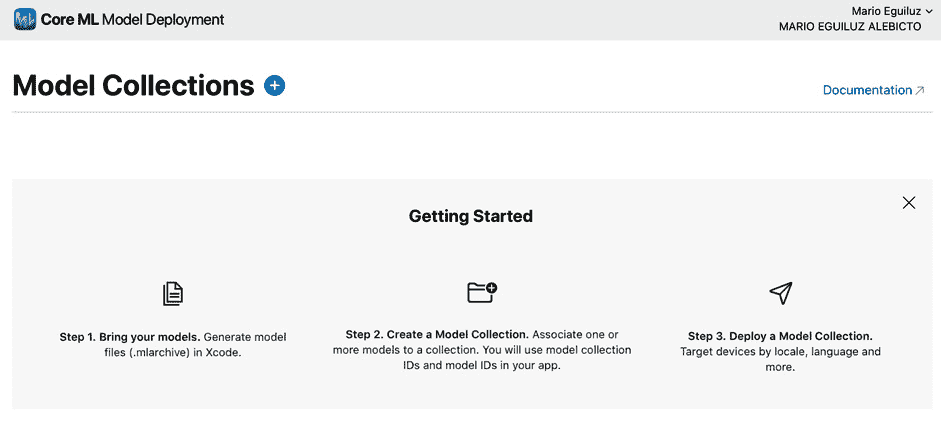 Core ML Model Deployment
Mario Eguiluz
MARIO EGUILUZ ALEBICTO
Model Collections
Documentation
Getting Started
Step 1. Bring your models. Generate model
files (.mlarchive) in Xcode.
Step 2. Create a Model Collection. Associate one or
more models to a collection. You will use model collection
IDs and model IDs in your app.
Step 3. Deploy a Model Collection.
Target devices by locale, language and
more.